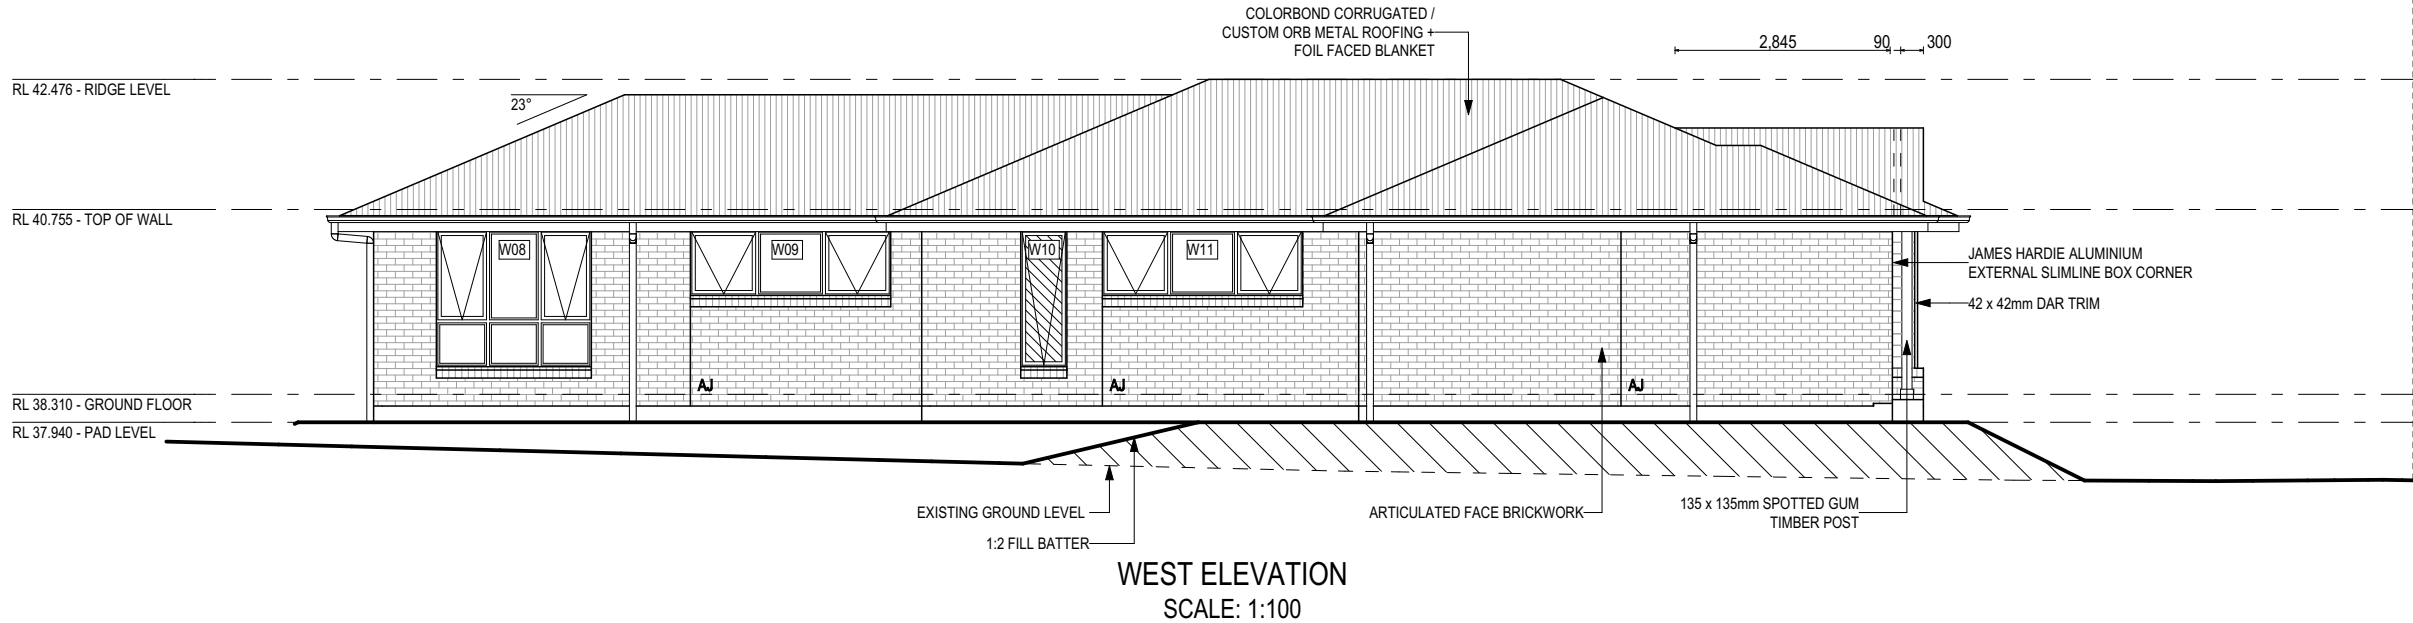 COLORBOND CORRUGATED /
CUSTOM ORB METAL ROOFING +
FOIL FACED BLANKET
2,845 90 300
RL 42.476 - RIDGE LEVEL
23°
RL 40.755 - TOP OF WALL
W08 W09 W10 W11
JAMES HARDIE ALUMINIUM
EXTERNAL SLIMLINE BOX CORNER
42 x 42mm DAR TRIM
AJ AJ AJ
RL 38.310 - GROUND FLOOR
RL 37.940 - PAD LEVEL
EXISTING GROUND LEVEL
1:2 FILL BATTER
ARTICULATED FACE BRICKWORK
135 x 135mm SPOTTED GUM
TIMBER POST
WEST ELEVATION
SCALE: 1:100